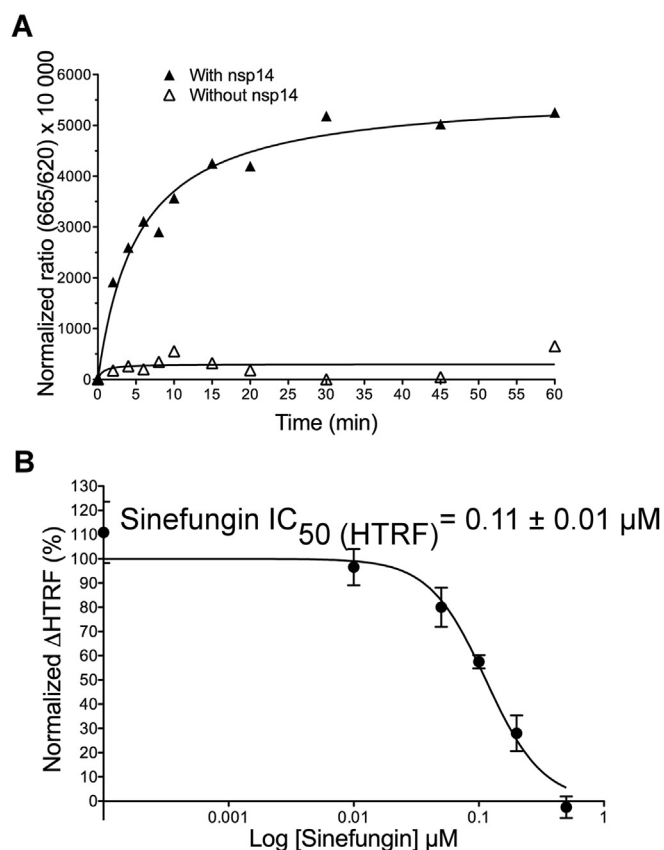 A
Normalized ratio (665/620) x 10 000
6000
5000
4000
3000
2000
1000
0
With nsp14
Without nsp14
0 5 10 15 20 25 30 35 40 45 50 55 60
Time (min)
B
Normalized ΔHTRF (%)
130
120
110
100
90
80
70
60
50
40
30
20
10
0
Sinefungin IC50 (HTRF)= 0.11 ± 0.01 µM
0.001 0.01 0.1 1
Log [Sinefungin] µM